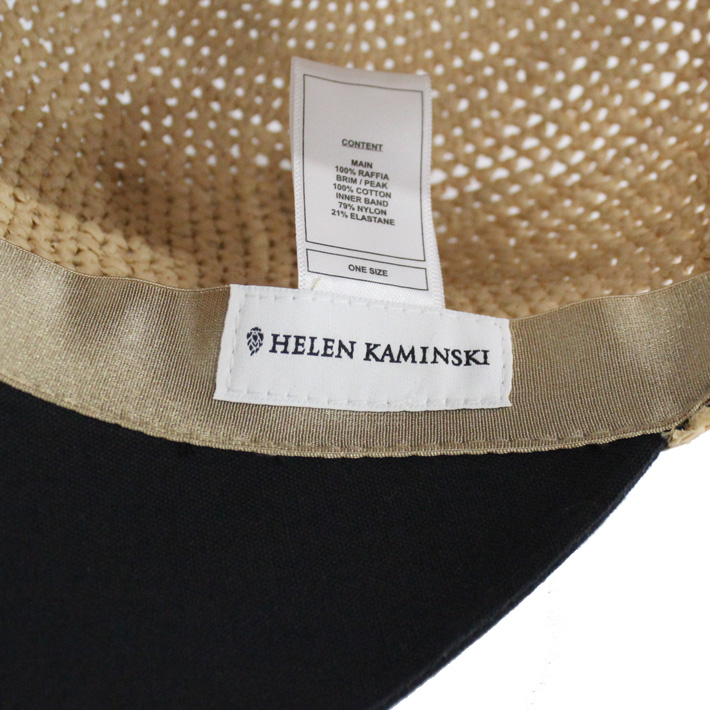 CONTENT
MAIN
100% RAFFIA
BRIM / PEAK
100% COTTON
INNER BAND
79% NYLON
21% ELASTANE
ONE SIZE
HELEN KAMINSKI